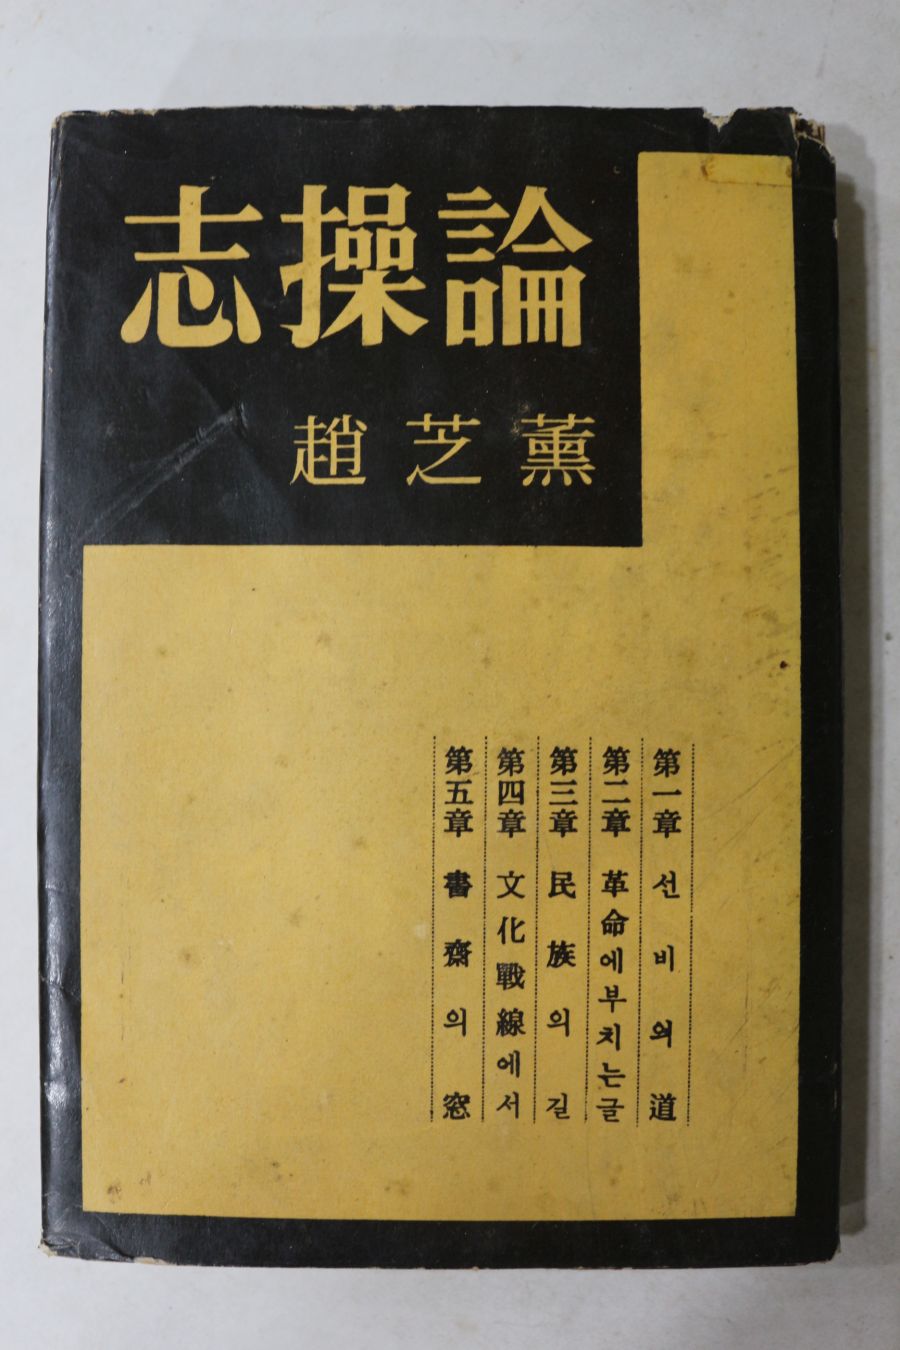 志操論
趙芝薰
第一章 선비의道
第二章 革命에부치는글
第三章 民族의길
第四章 文化戰線에서
第五章 書齋의窓